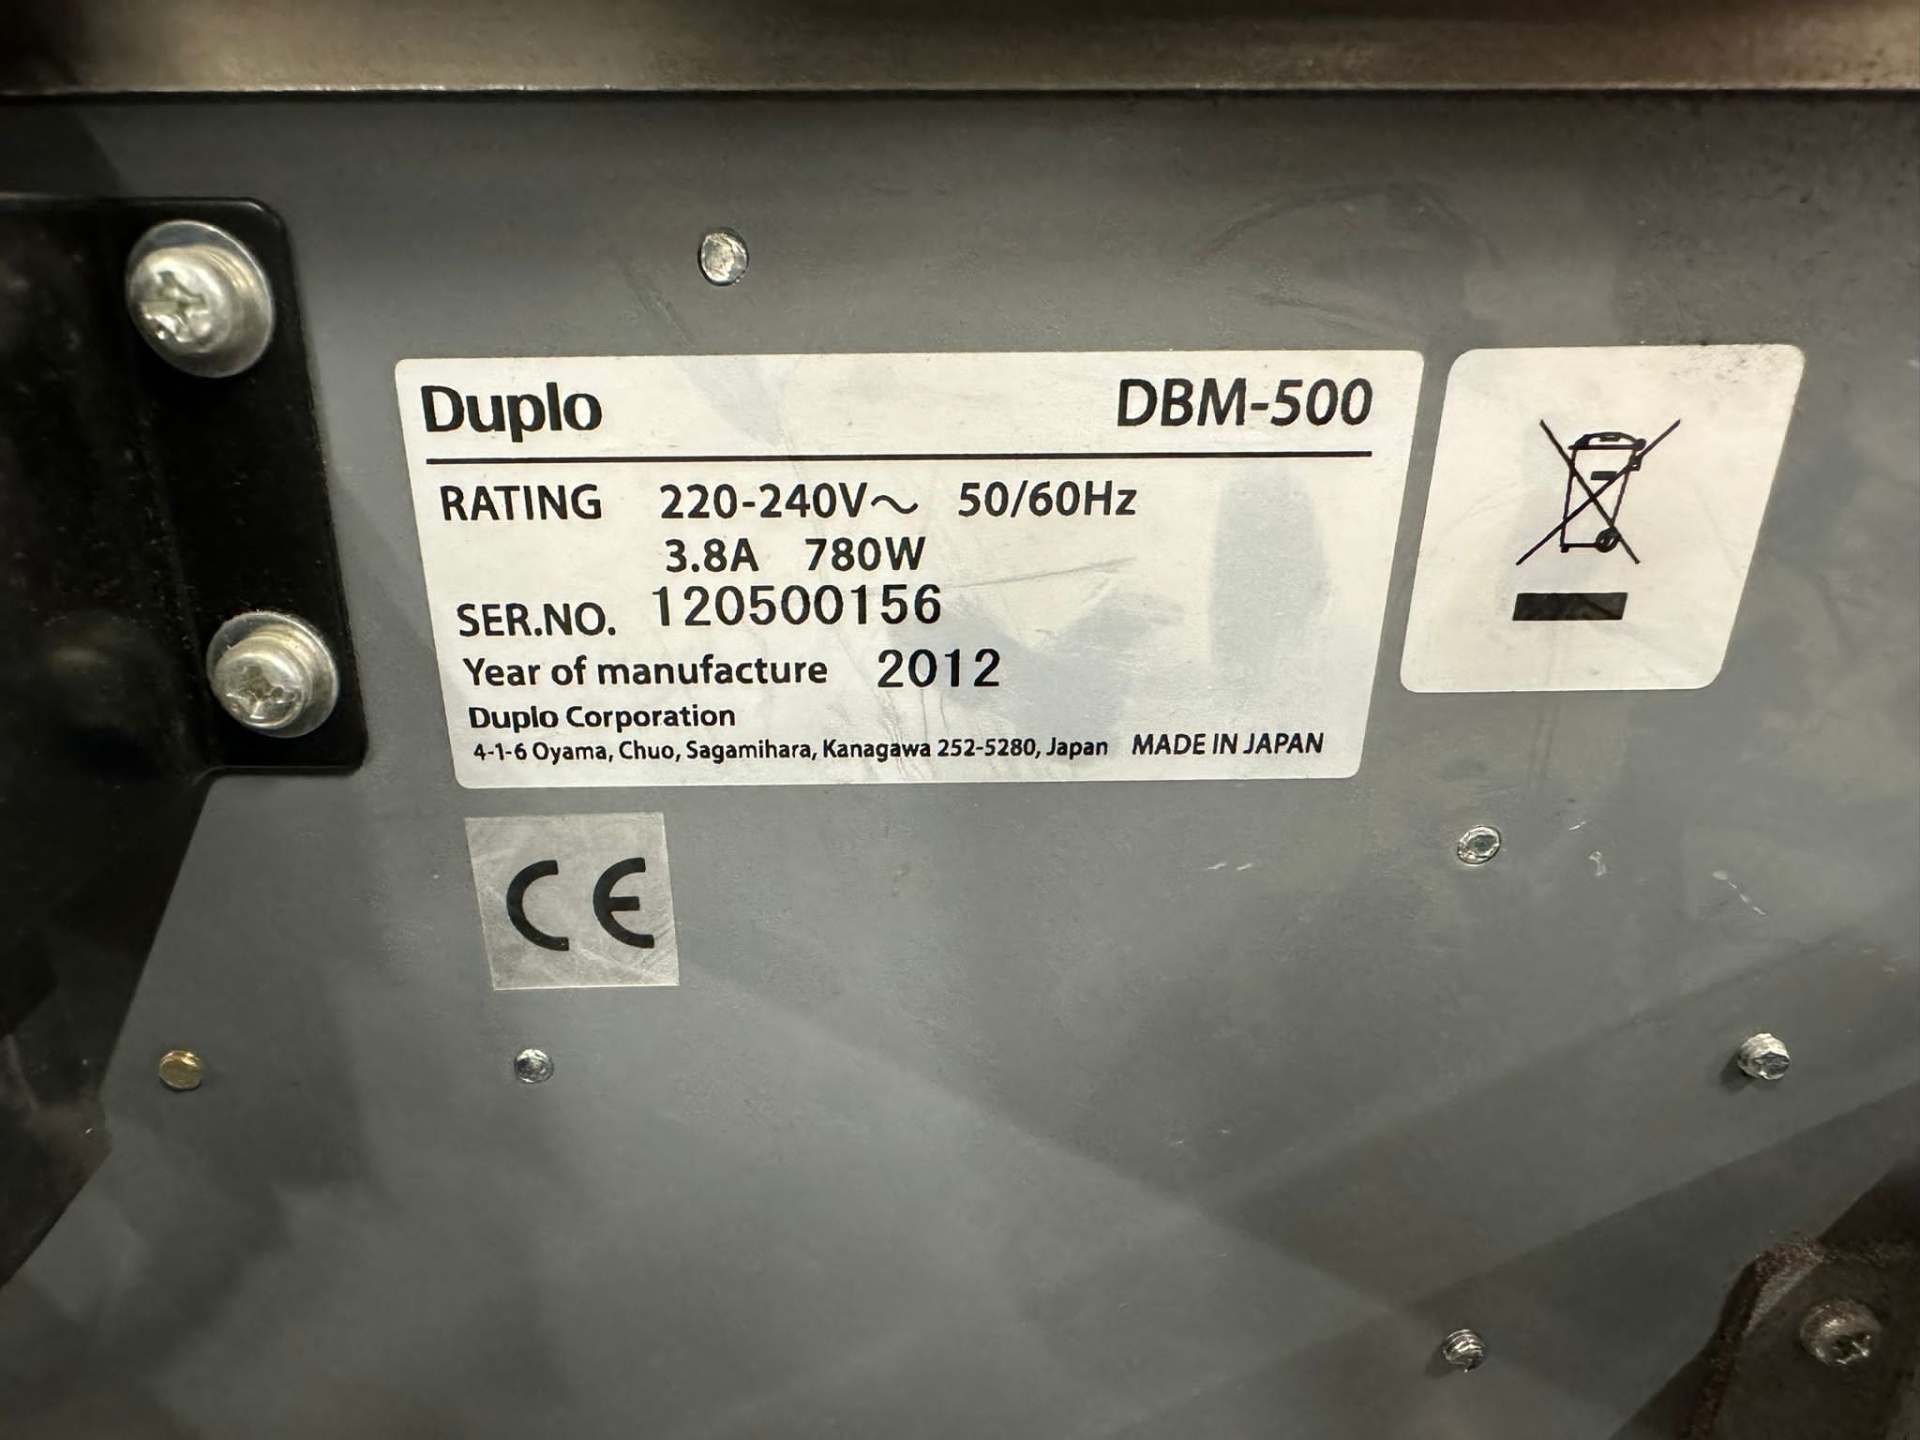 Duplo DBM-500
RATING 220-240V～ 50/60Hz
3.8A 780W
SER.NO. 120500156
Year of manufacture 2012
Duplo Corporation
4-1-6 Oyama, Chuo, Sagamihara, Kanagawa 252-5280, Japan MADE IN JAPAN
CE